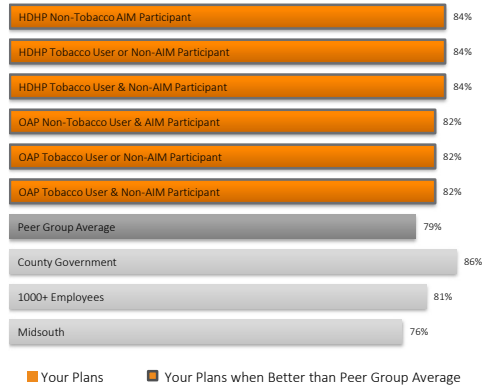 HDHP Non-Tobacco AIM Participant 84%
HDHP Tobacco User or Non-AIM Participant 84%
HDHP Tobacco User & Non-AIM Participant 84%
OAP Non-Tobacco User & AIM Participant 82%
OAP Tobacco User or Non-AIM Participant 82%
OAP Tobacco User & Non-AIM Participant 82%
Peer Group Average 79%
County Government 86%
1000+ Employees 81%
Midsouth 76%
Your Plans Your Plans when Better than Peer Group Average